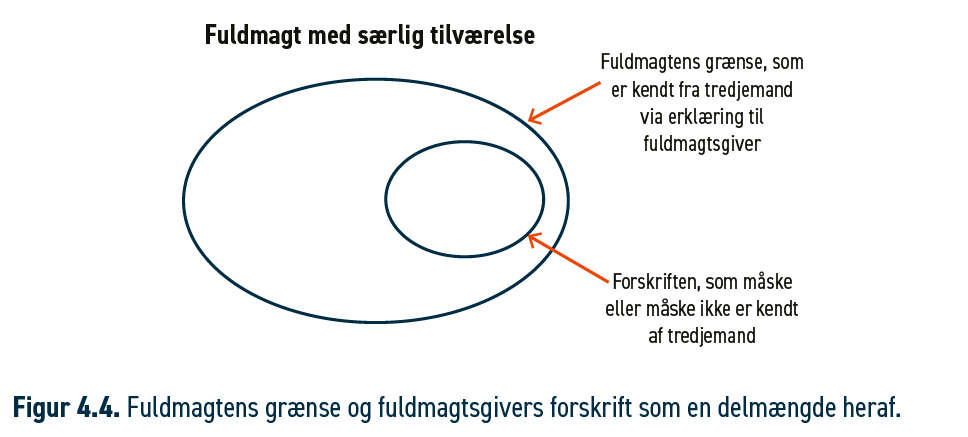 Fuldmagt med særlig tilværelse
Fuldmagtens grænse, som
er kendt fra tredjemand
via erklæring til
fuldmagtsgiver
Forskriften, som måske
eller måske ikke er kendt
af tredjemand
Figur 4.4. Fuldmagtens grænse og fuldmagtsgivers forskrift som en delmængde heraf.